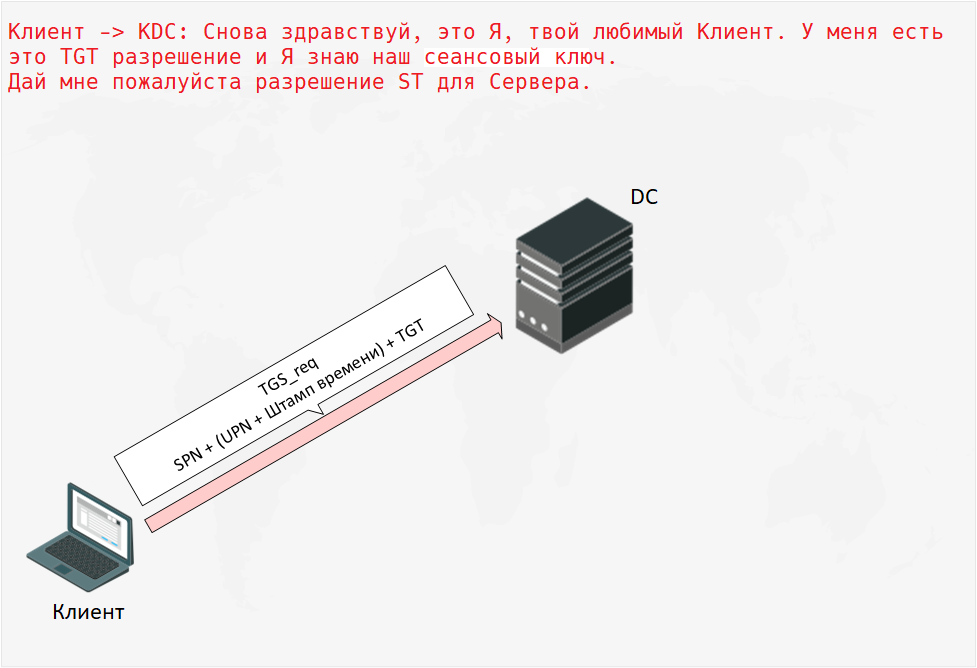 Клиент -> KDC: Снова здравствуй, это Я, твой любимый Клиент. У меня есть
это TGT разрешение и Я знаю наш сеансовый ключ.
Дай мне пожалуйста разрешение ST для Сервера.
DC
TGS_req
SPN + (UPN + Штамп времени) + TGT
Клиент